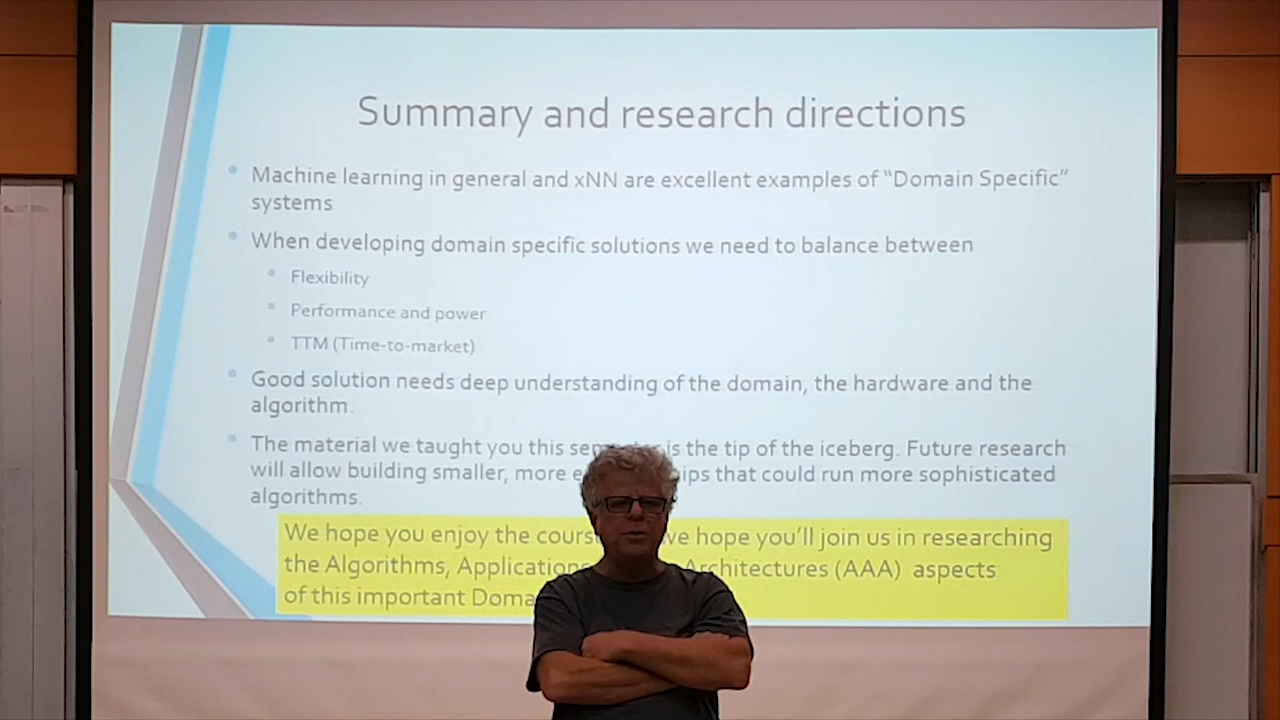 Summary and research directions
Machine learning in general and xNN are excellent examples of “Domain Specific”
systems
When developing domain specific solutions we need to balance between
Flexibility
Performance and power
TTM (Time-to-market)
Good solution needs deep understanding of the domain, the hardware and the
algorithm.
The material we taught you this is the tip of the iceberg. Future research
will allow building smaller, more that could run more sophisticated
algorithms.
We hope you enjoy the we hope you’ll join us in researching
the Algorithms, Architectures (AAA) aspects
of this important